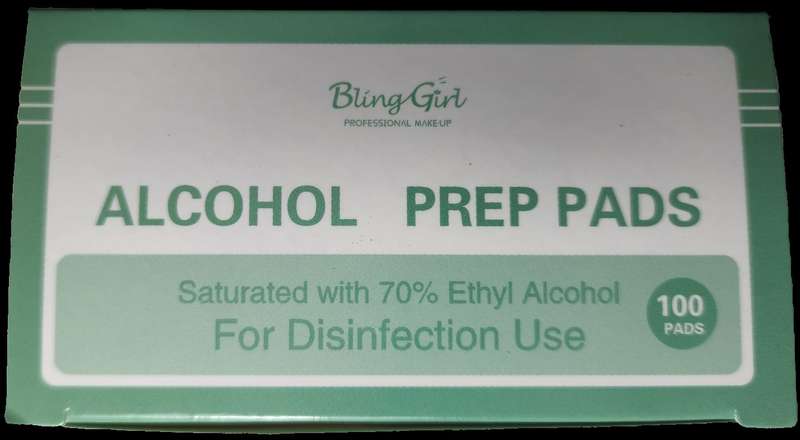 Bling Girl
PROFESSIONAL MAKE-UP
ALCOHOL PREP PADS
Saturated with 70% Ethyl Alcohol
For Disinfection Use
100
PADS